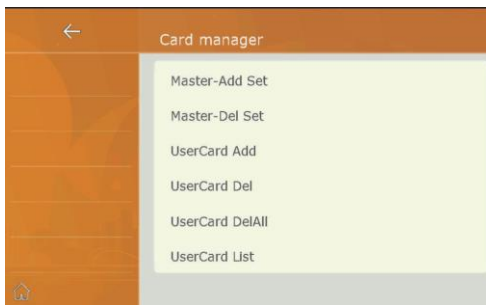 Card manager
Master-Add Set
Master-Del Set
UserCard Add
UserCard Del
UserCard DelAll
UserCard List